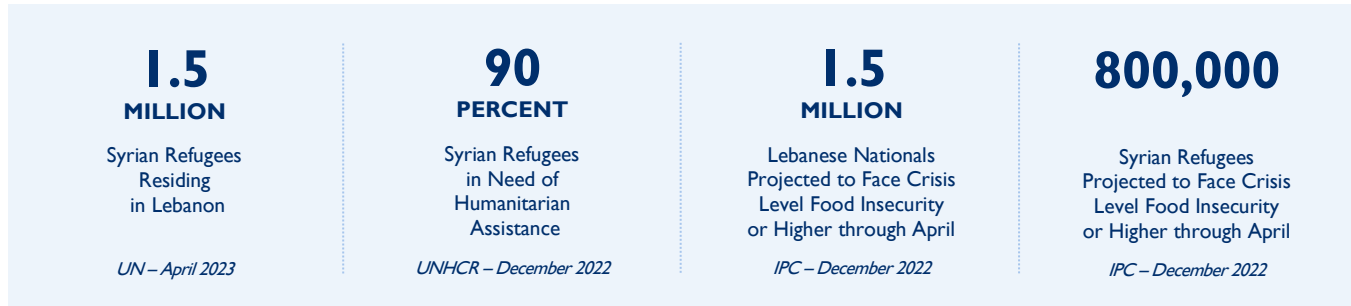 1.5
MILLION
Syrian Refugees
Residing
in Lebanon
UN – April 2023
90
PERCENT
Syrian Refugees
in Need of
Humanitarian
Assistance
UNHCR – December 2022
1.5
MILLION
Lebanese Nationals
Projected to Face Crisis
Level Food Insecurity
or Higher through April
IPC – December 2022
800,000
Syrian Refugees
Projected to Face Crisis
Level Food Insecurity
or Higher through April
IPC – December 2022